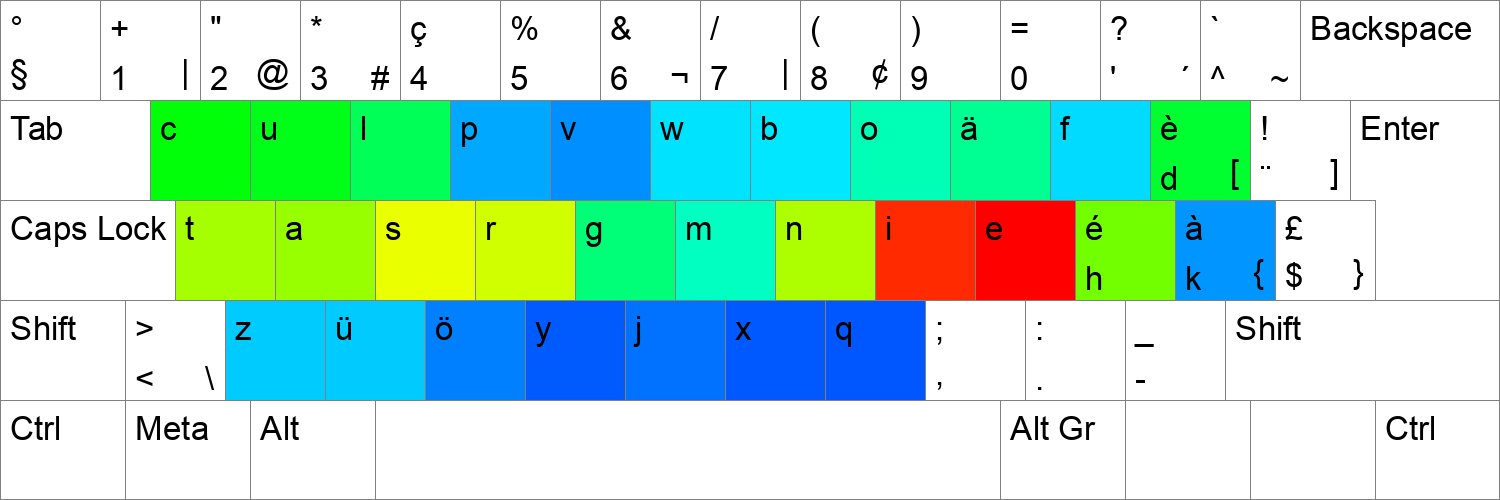 ° + " * ç % & / ( ) = ? ` Backspace
§ 1 | 2 @ 3 # 4 5 6 ¬ 7 | 8 ¢ 9 0 ' ´ ^ ~
Tab c u l p v w b o ä f è ! Enter
d [ ¨ ]
Caps Lock t a s r g m n i e é à £
h k { $ }
Shift > z ü ö y j x q ; : _ Shift
< \ , . -
Ctrl Meta Alt Alt Gr Ctrl